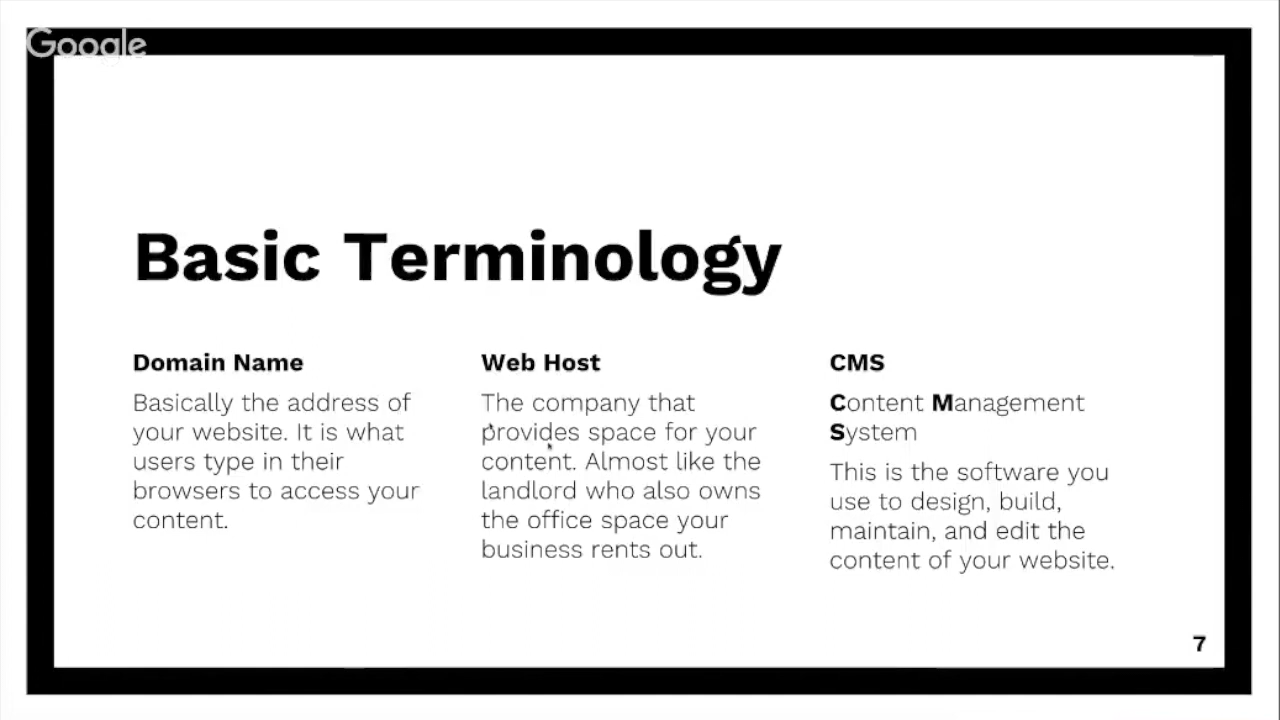 Google
Basic Terminology
Domain Name
Basically the address of
your website. It is what
users type in their
browsers to access your
content.
Web Host
The company that
provides space for your
content. Almost like the
landlord who also owns
the office space your
business rents out.
CMS
Content Management
System
This is the software you
use to design, build,
maintain, and edit the
content of your website.
7